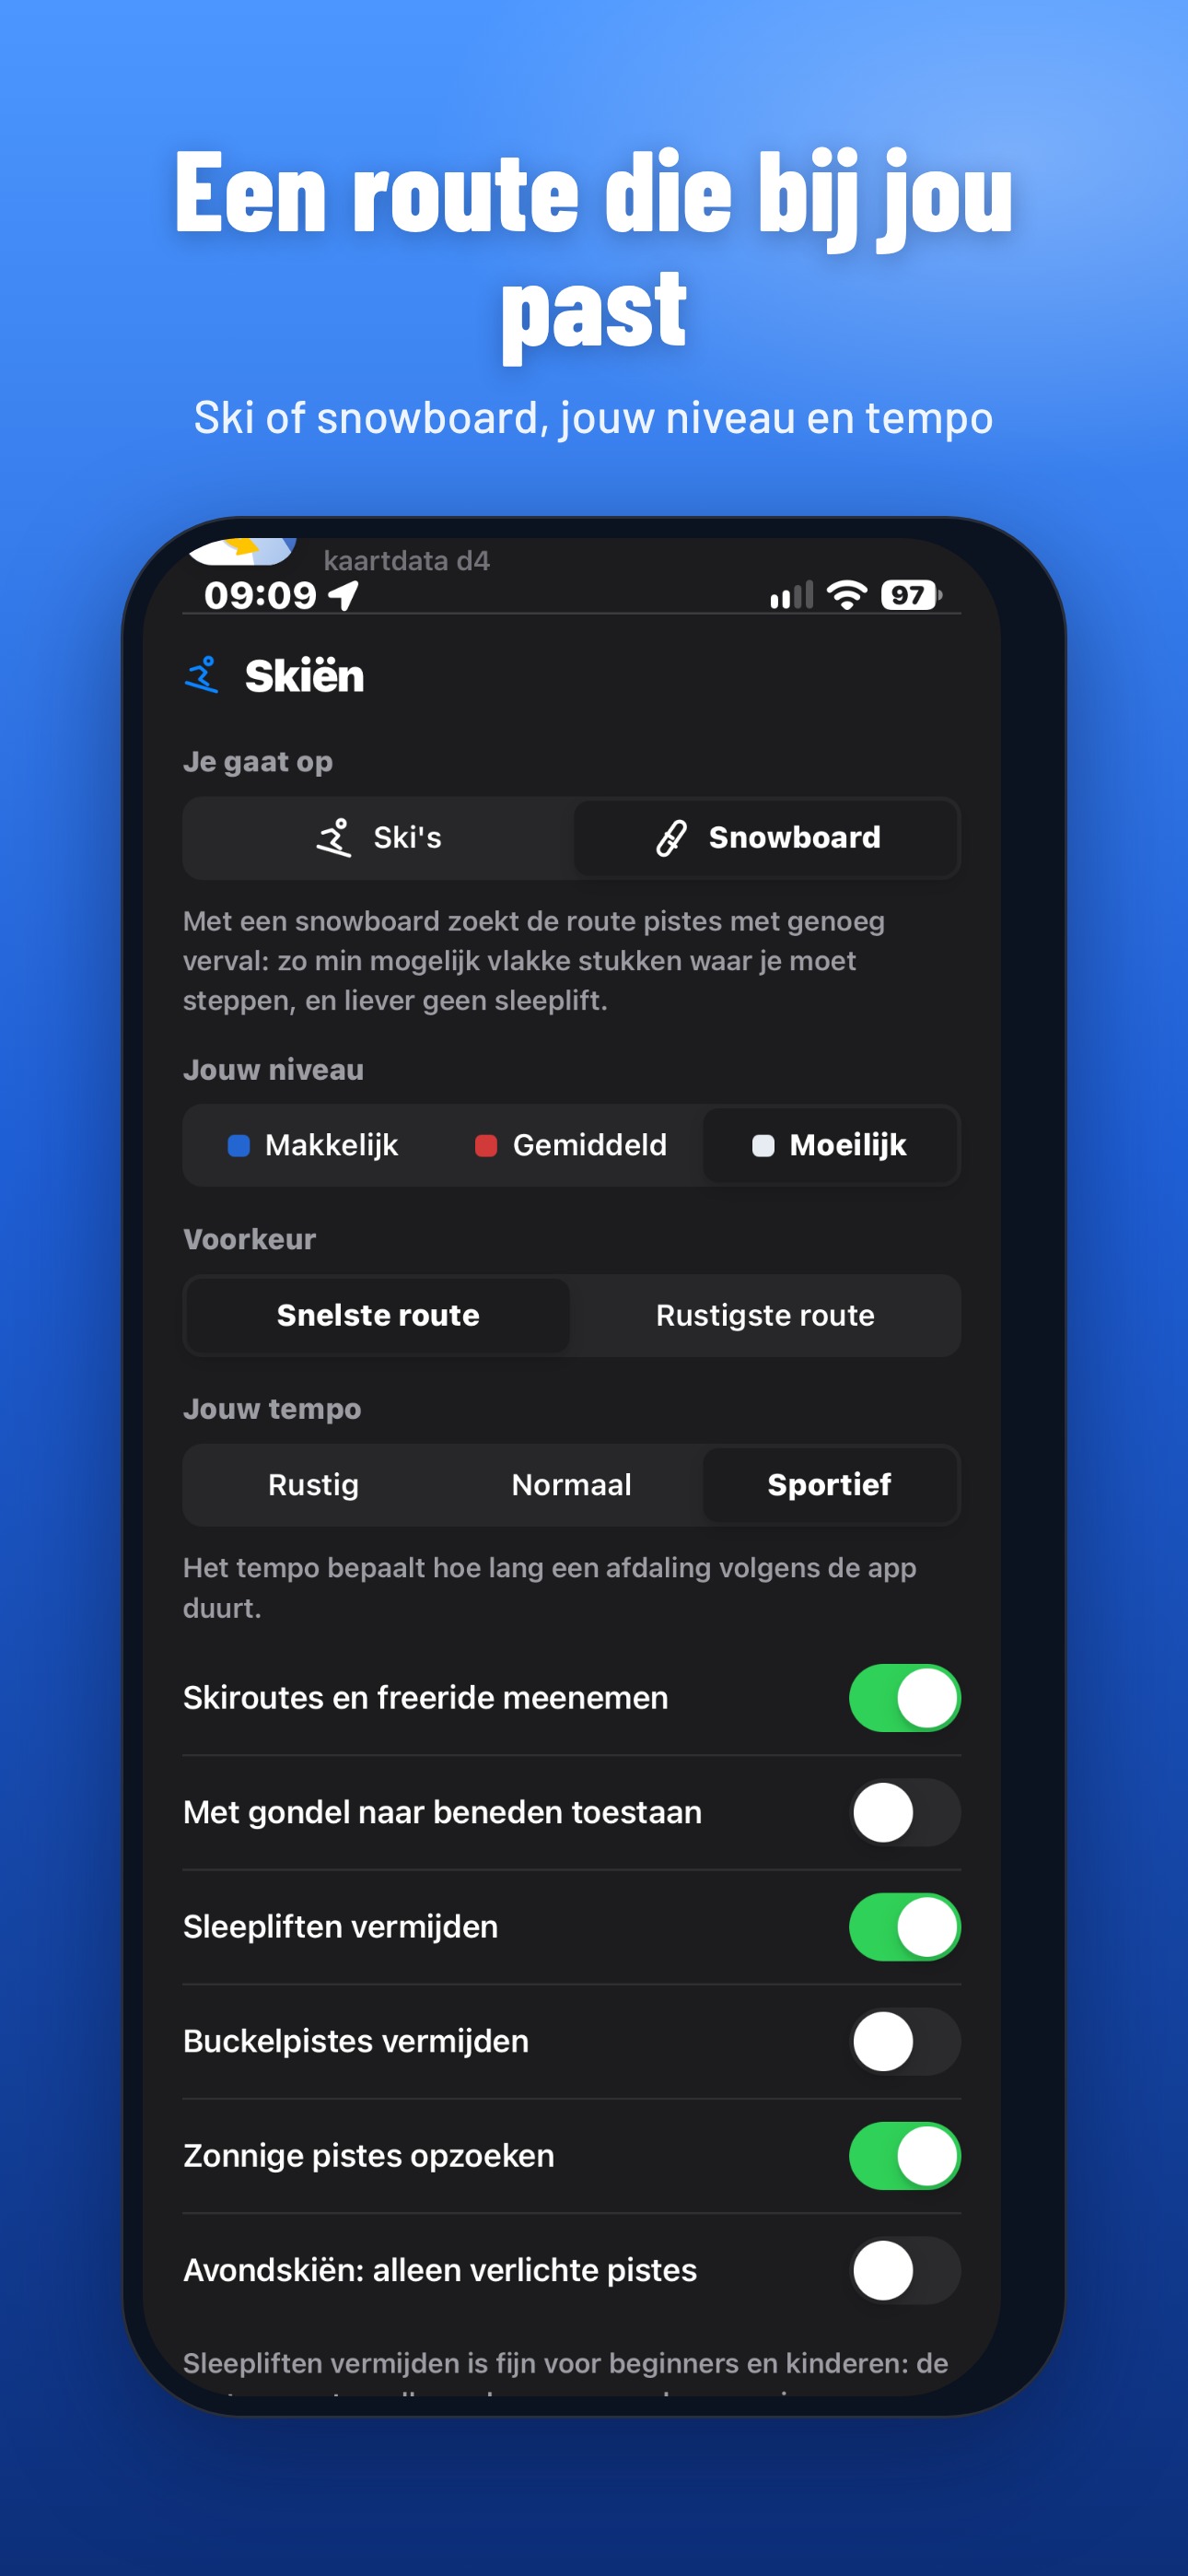 Een route die bij jou
past
Ski of snowboard, jouw niveau en tempo
kaartdata d4
09:09
97
Skiën
Je gaat op
Ski's
Snowboard
Met een snowboard zoekt de route pistes met genoeg
verval: zo min mogelijk vlakke stukken waar je moet
steppen, en liever geen sleeplift.
Jouw niveau
Makkelijk
Gemiddeld
Moeilijk
Voorkeur
Snelste route
Rustigste route
Jouw tempo
Rustig
Normaal
Sportief
Het tempo bepaalt hoe lang een afdaling volgens de app
duurt.
Skiroutes en freeride meenemen
Met gondel naar beneden toestaan
Sleepliften vermijden
Buckelpistes vermijden
Zonnige pistes opzoeken
Avondskiën: alleen verlichte pistes
Sleepliften vermijden is fijn voor beginners en kinderen: de